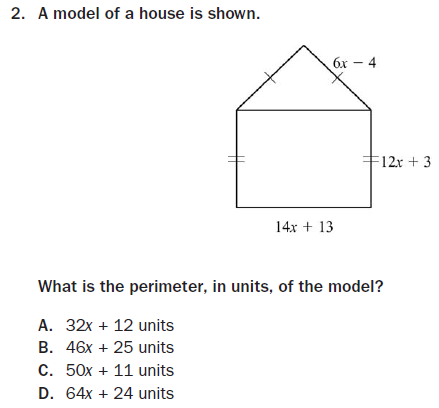 2. A model of a house is shown.
6x − 4
12x + 3
14x + 13
What is the perimeter, in units, of the model?
A. 32x + 12 units
B. 46x + 25 units
C. 50x + 11 units
D. 64x + 24 units